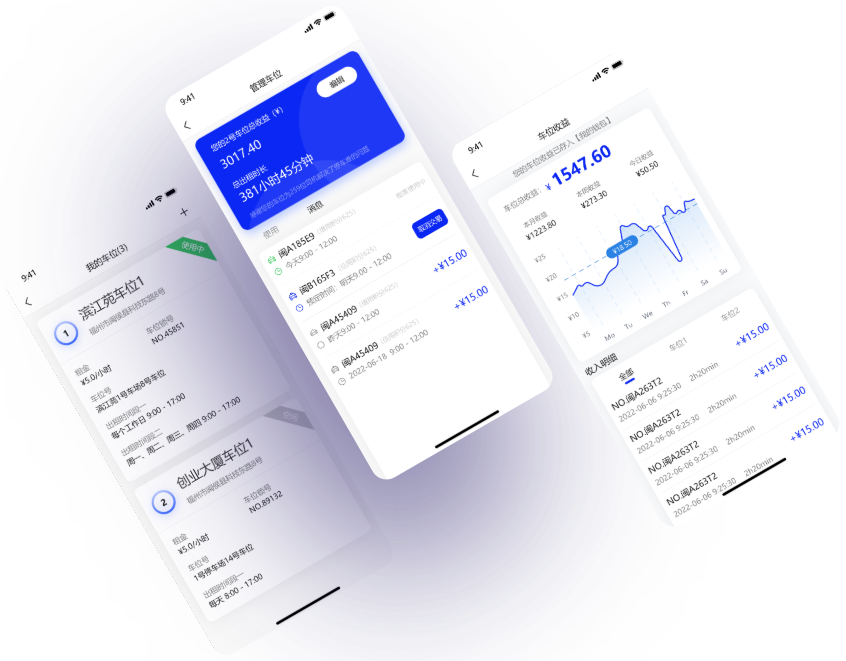 9:41
我的车位(3)
使用中
1
滨江苑车位1
福州市闽侯县科技东路8号
租金
¥5.0/小时
车位锁号
NO.45851
车位号
滨江苑1号车场8号车位
出租时间段一
每个工作日 9:00 - 17:00
出租时间段二
周一、周二、周三、周四 9:00 - 17:00
空闲
2
创业大厦车位1
福州市闽侯县科技东路8号
租金
¥5.0/小时
车位锁号
NO.89132
车位号
1号停车场14号车位
出租时间段一
每天 8:00 - 17:00
9:41
管理车位
编辑
您的2号车位总收益（¥）
3017.40
总出租时长
381小时45分钟
使用
消息
闽A185E9
今天9:00 - 12:00
闽B165F3
预定时间：明天9:00 - 12:00
取消交易
闽A45409
昨天9:00 - 12:00
+¥15.00
闽A45409
2022-06-18 9:00 - 12:00
+¥15.00
9:41
车位收益
您的车位收益已存入【我的钱包】
车位总收益：¥ 1547.60
本月收益
¥1223.80
本周收益
¥273.30
今日收益
¥50.50
¥25
¥20
¥15
¥10
¥5
¥18.50
Mo
Tu
We
Th
Fr
Sa
Su
收入明细
全部
车位1
车位2
NO.闽A263T2
2022-06-06 9:25:30
2h20min
+¥15.00
NO.闽A263T2
2022-06-06 9:25:30
2h20min
+¥15.00
NO.闽A263T2
2022-06-06 9:25:30
2h20min
+¥15.00
NO.闽A263T2
2022-06-06 9:25:30
2h20min
+¥15.00